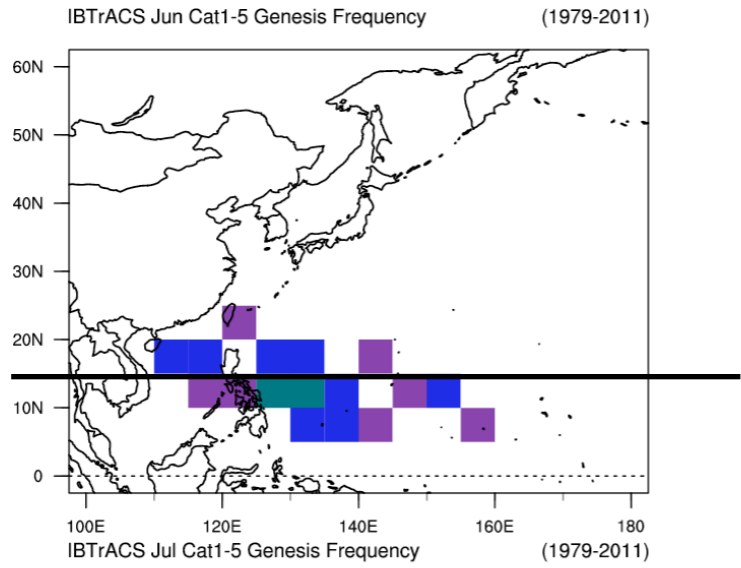 IBTrACS Jun Cat1-5 Genesis Frequency (1979-2011)
60N
50N
40N
30N
20N
10N
0
100E 120E 140E 160E 180
IBTrACS Jul Cat1-5 Genesis Frequency (1979-2011)